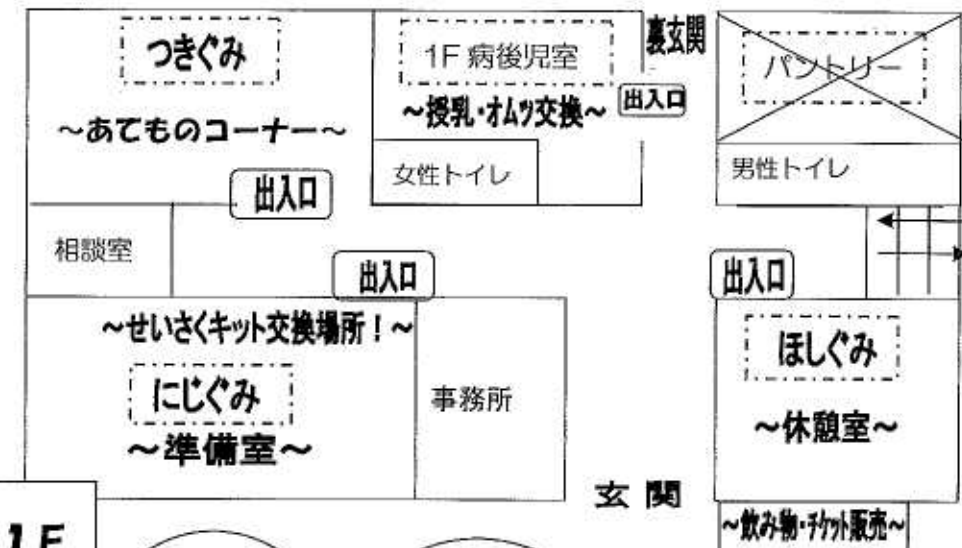 つきぐみ
～あてものコーナー～
出入口
1F 病後児室
～授乳・オムツ交換～
出入口
女性トイレ
裏玄関
パントリー
男性トイレ
相談室
出入口
～せいさくキット交換場所！～
にじぐみ
～準備室～
事務所
出入口
ほしぐみ
～休憩室～
玄関
～飲み物・チケット販売～
1F